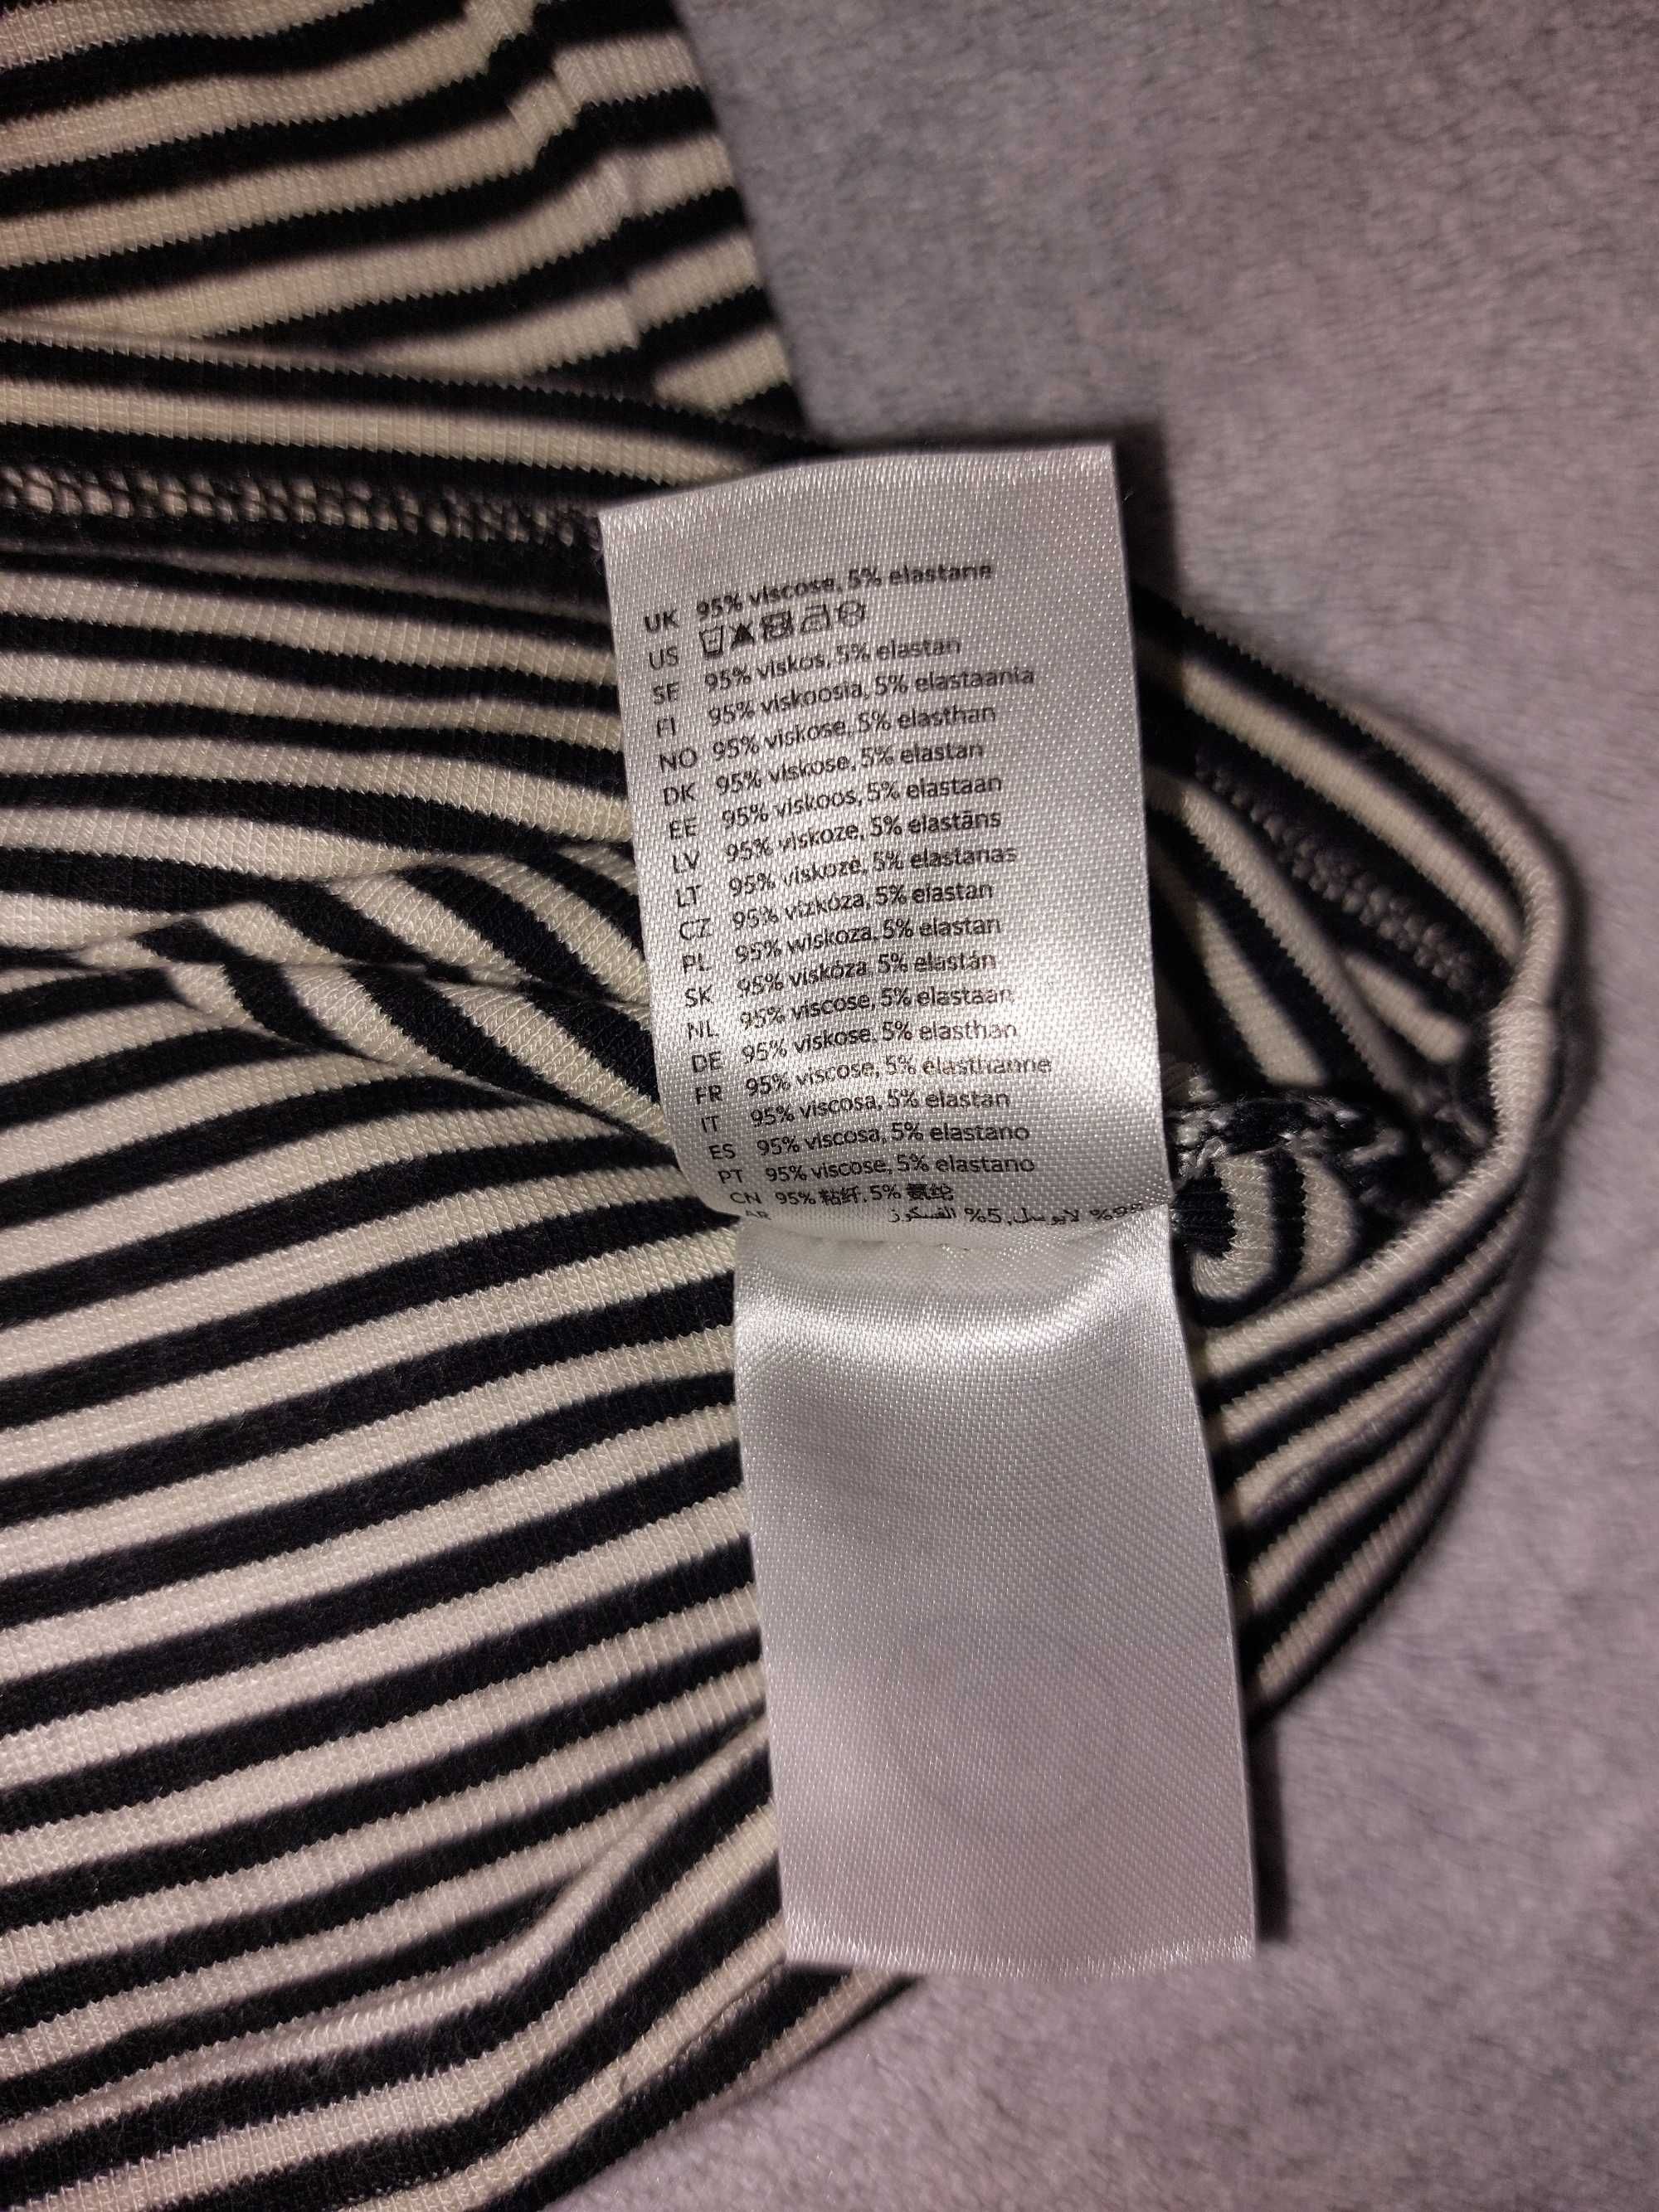 UK 95% viscose, 5% elastane
US
SE 95% viskos, 5% elastan
FI 95% viskoosia, 5% elastaania
NO 95% viskose, 5% elasthan
DK 95% viskose, 5% elastan
EE 95% viskoos, 5% elastaan
LV 95% viskoze, 5% elastāns
LT 95% viskozė, 5% elastanas
CZ 95% vizkóza, 5% elastan
PL 95% wiskoza, 5% elastan
SK 95% viskóza 5% elastán
NL 95% viscose, 5% elastaan
DE 95% viskose, 5% elasthan
FR 95% viscose, 5% elasthanne
IT 95% viscosa, 5% elastan
ES 95% viscosa, 5% elastano
PT 95% viscose, 5% elastano
CN 95% 粘纤, 5% 氨纶
AR 5% الفسكوز